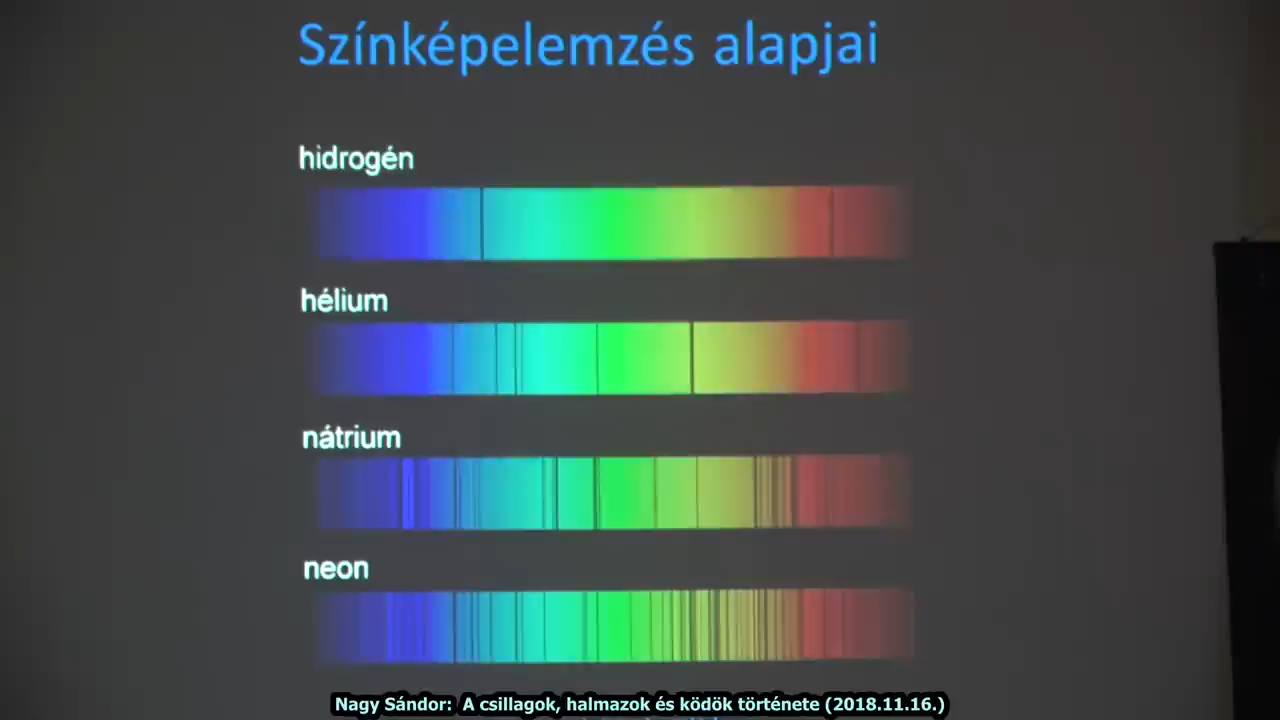 Színképelemzés alapjai
hidrogén
hélium
nátrium
neon
Nagy Sándor: A csillagok, halmazok és ködök története (2018.11.16.)